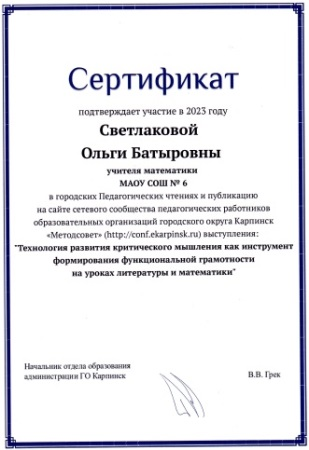 Сертификат
подтверждает участие в 2023 году
Светлаковой
Ольги Батыровны
учителя математики
МАОУ СОШ № 6
в городских Педагогических чтениях и публикацию
на сайте сетевого сообщества педагогических работников
образовательных организаций городского округа Карпинск
«Методсовет» (http://conf.ekarpinsk.ru) выступления:
"Технология развития критического мышления как инструмент
формирования функциональной грамотности
на уроках литературы и математики"
Начальник отдела образования
администрации ГО Карпинск
В.В. Грек